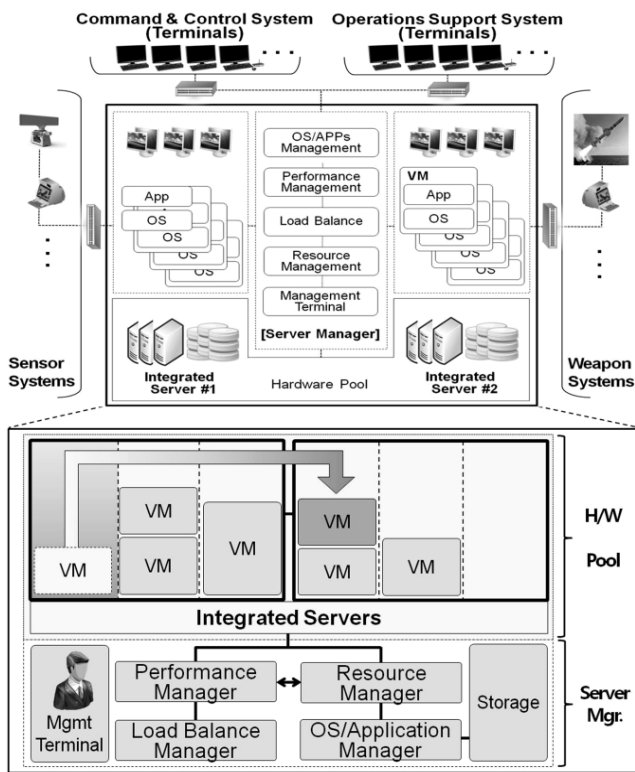 Command & Control System
(Terminals)
Operations Support System
(Terminals)
OS/APPs
Management
Performance
Management
Load Balance
Resource
Management
Management
Terminal
[Server Manager]
App
OS
OS
OS
OS
VM
App
OS
OS
OS
OS
Sensor
Systems
Integrated
Server #1
Hardware Pool
Integrated
Server #2
Weapon
Systems
VM
VM
VM
VM
VM
VM
VM
Integrated Servers
H/W
Pool
Mgmt
Terminal
Performance
Manager
Resource
Manager
Load Balance
Manager
OS/Application
Manager
Storage
Server
Mgr.